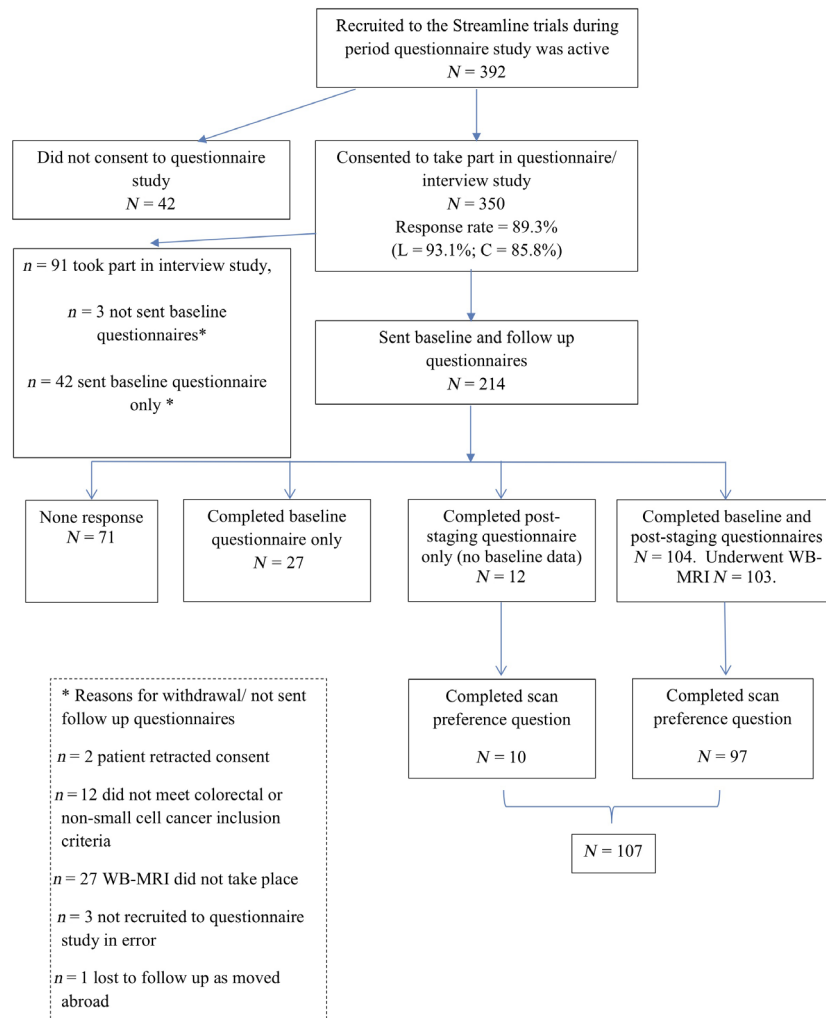 Recruited to the Streamline trials during
period questionnaire study was active
N = 392
Did not consent to questionnaire
study
N = 42
Consented to take part in questionnaire/
interview study
N = 350
Response rate = 89.3%
(L = 93.1%; C = 85.8%)
n = 91 took part in interview study,
n = 3 not sent baseline
questionnaires*
n = 42 sent baseline questionnaire
only *
Sent baseline and follow up
questionnaires
N = 214
None response
N = 71
Completed baseline
questionnaire only
N = 27
Completed post-
staging questionnaire
only (no baseline data)
N = 12
Completed baseline and
post-staging questionnaires
N = 104. Underwent WB-
MRI N = 103.
Completed scan
preference question
N = 10
Completed scan
preference question
N = 97
N = 107
* Reasons for withdrawal/ not sent
follow up questionnaires
n = 2 patient retracted consent
n = 12 did not meet colorectal or
non-small cell cancer inclusion
criteria
n = 27 WB-MRI did not take place
n = 3 not recruited to questionnaire
study in error
n = 1 lost to follow up as moved
abroad